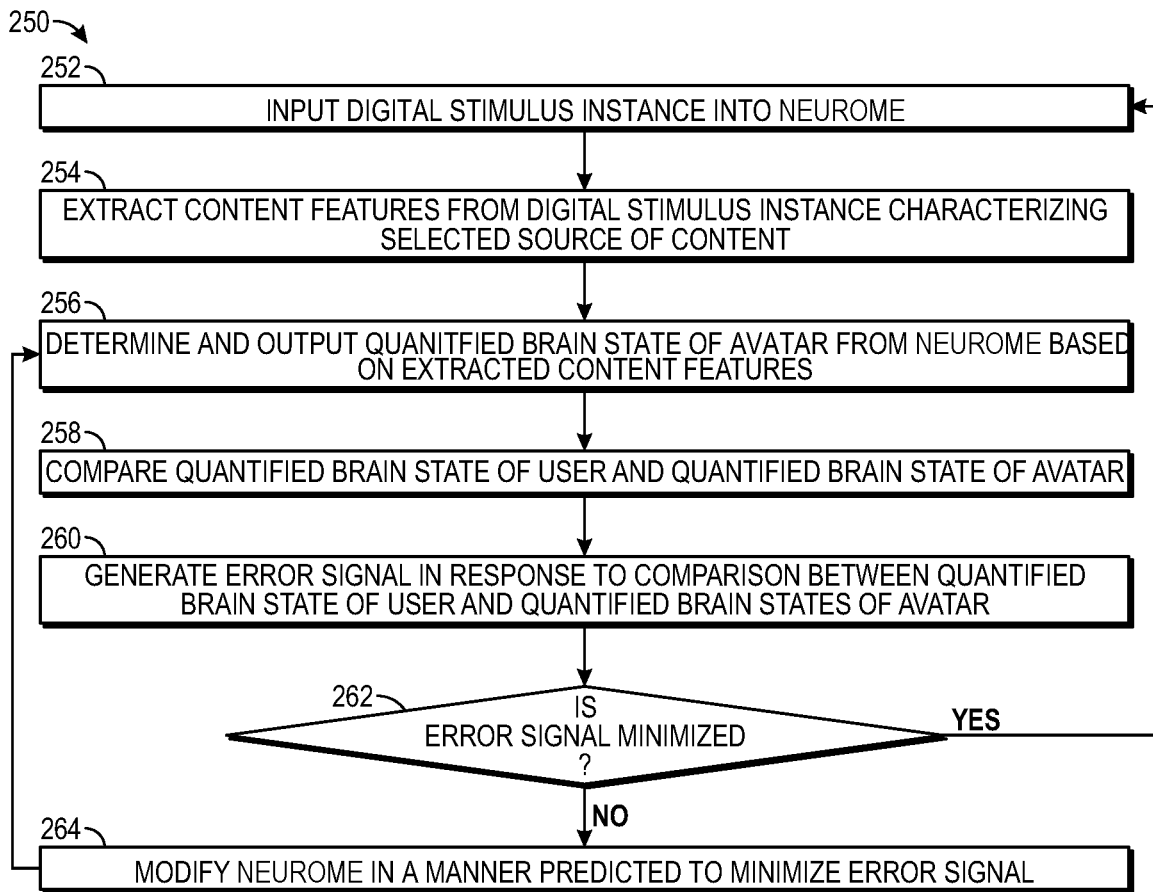 250
252
INPUT DIGITAL STIMULUS INSTANCE INTO NEUROME
254
EXTRACT CONTENT FEATURES FROM DIGITAL STIMULUS INSTANCE CHARACTERIZING
SELECTED SOURCE OF CONTENT
256
DETERMINE AND OUTPUT QUANITFIED BRAIN STATE OF AVATAR FROM NEUROME BASED
ON EXTRACTED CONTENT FEATURES
258
COMPARE QUANTIFIED BRAIN STATE OF USER AND QUANTIFIED BRAIN STATE OF AVATAR
260
GENERATE ERROR SIGNAL IN RESPONSE TO COMPARISON BETWEEN QUANTIFIED
BRAIN STATE OF USER AND QUANTIFIED BRAIN STATES OF AVATAR
262
IS
ERROR SIGNAL MINIMIZED
?
YES
NO
264
MODIFY NEUROME IN A MANNER PREDICTED TO MINIMIZE ERROR SIGNAL